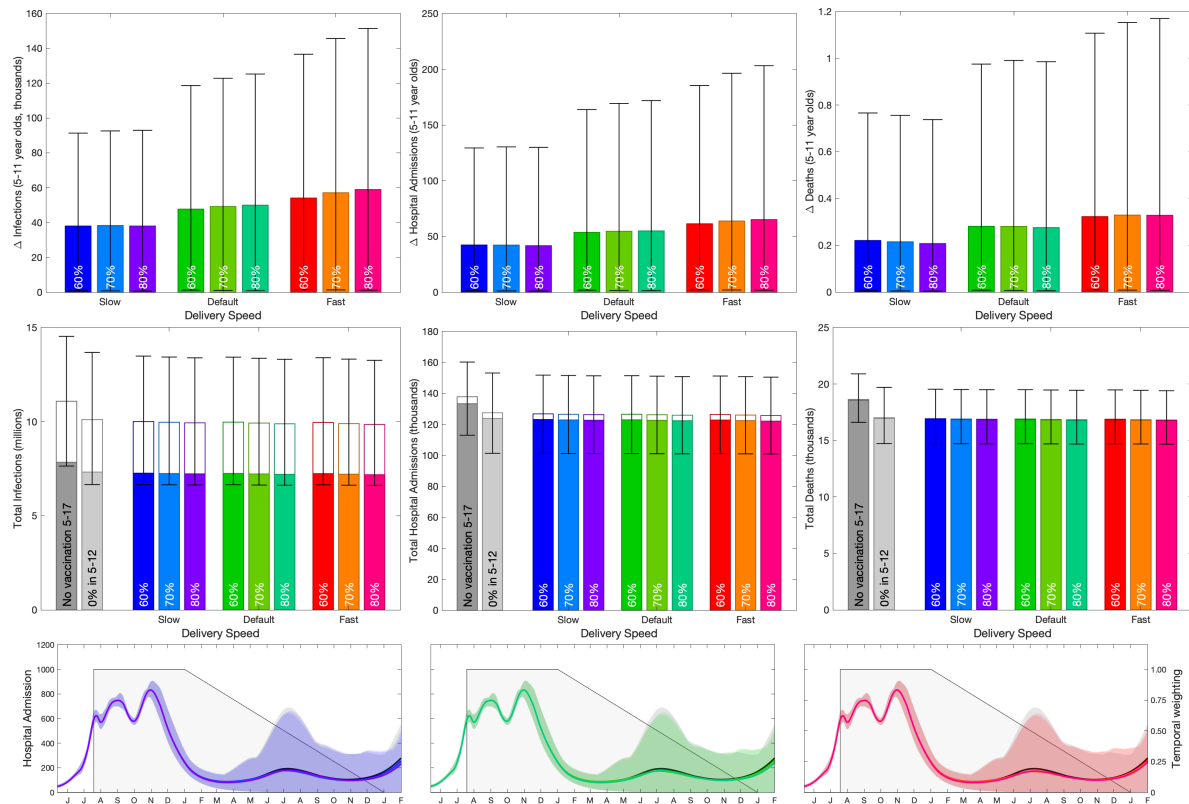 Δ Infections (5-11 year olds, thousands)
160
140
120
100
80
60
40
20
0
60%
70%
80%
60%
70%
80%
60%
70%
80%
Slow
Default
Fast
Delivery Speed
Δ Hospital Admissions (5-11 year olds)
250
200
150
100
50
0
60%
70%
80%
60%
70%
80%
60%
70%
80%
Slow
Default
Fast
Delivery Speed
Δ Deaths (5-11 year olds)
1.2
1
0.8
0.6
0.4
0.2
0
60%
70%
80%
60%
70%
80%
60%
70%
80%
Slow
Default
Fast
Delivery Speed
Total Infections (millions)
15
10
5
0
No vaccination 5-17
0% in 5-12
60%
70%
80%
60%
70%
80%
60%
70%
80%
Slow
Default
Fast
Delivery Speed
Total Hospital Admissions (thousands)
180
160
140
120
100
80
60
40
20
0
No vaccination 5-17
0% in 5-12
60%
70%
80%
60%
70%
80%
60%
70%
80%
Slow
Default
Fast
Delivery Speed
Total Deaths (thousands)
25
20
15
10
5
0
No vaccination 5-17
0% in 5-12
60%
70%
80%
60%
70%
80%
60%
70%
80%
Slow
Default
Fast
Delivery Speed
Hospital Admission
1200
1000
800
600
400
200
0
J J A S O N D J F M A M J J A S O N D J F
J J A S O N D J F M A M J J A S O N D J F
J J A S O N D J F M A M J J A S O N D J F
1.00
0.75
0.50
0.25
0
Temporal weighting